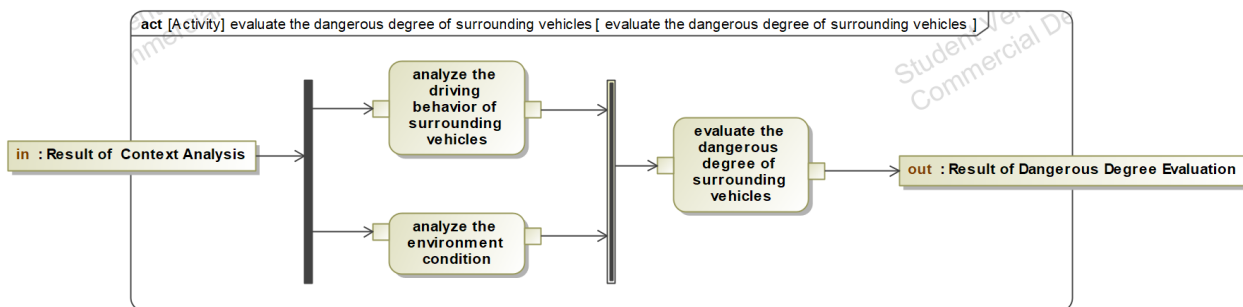 act [Activity] evaluate the dangerous degree of surrounding vehicles [ evaluate the dangerous degree of surrounding vehicles ]
in : Result of Context Analysis
analyze the
driving
behavior of
surrounding
vehicles
analyze the
environment
condition
evaluate the
dangerous
degree of
surrounding
vehicles
out : Result of Dangerous Degree Evaluation